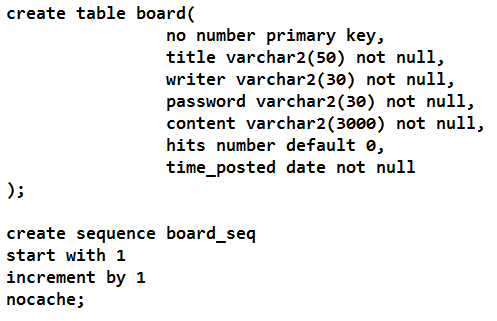 create table board(
no number primary key,
title varchar2(50) not null,
writer varchar2(30) not null,
password varchar2(30) not null,
content varchar2(3000) not null,
hits number default 0,
time_posted date not null
);
create sequence board_seq
start with 1
increment by 1
nocache;